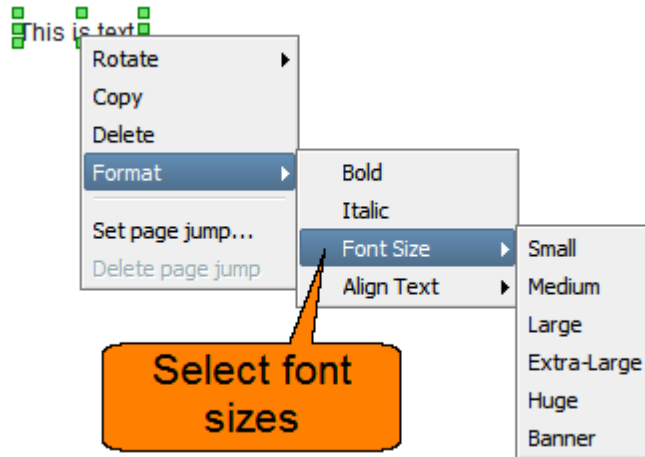 This is text
Rotate
Copy
Delete
Format
Set page jump...
Delete page jump
Bold
Italic
Font Size
Align Text
Small
Medium
Large
Extra-Large
Huge
Banner
Select font
sizes